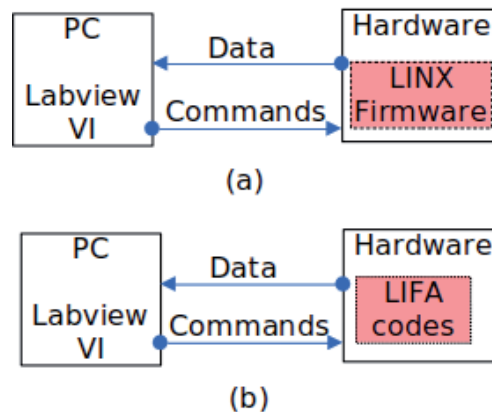 PC
Hardware
Data
LINX
Firmware
Labview
VI
Commands
(a)
PC
Hardware
Data
LIFA
codes
Labview
VI
Commands
(b)